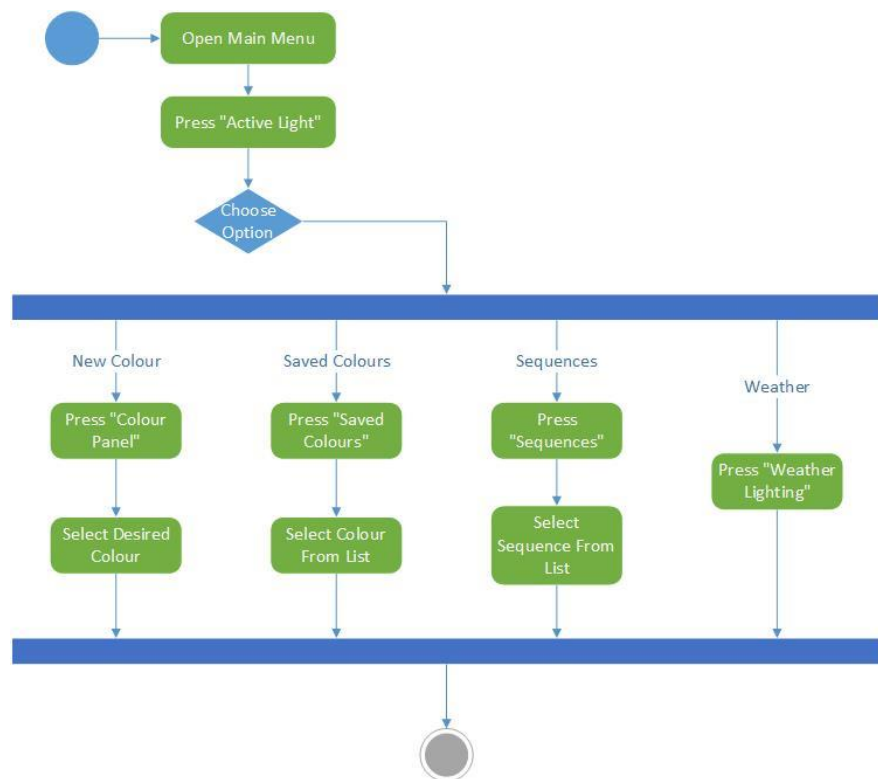 Open Main Menu
Press "Active Light"
Choose
Option
New Colour
Saved Colours
Sequences
Weather
Press "Colour
Panel"
Press "Saved
Colours"
Press
"Sequences"
Press "Weather
Lighting"
Select Desired
Colour
Select Colour
From List
Select
Sequence From
List